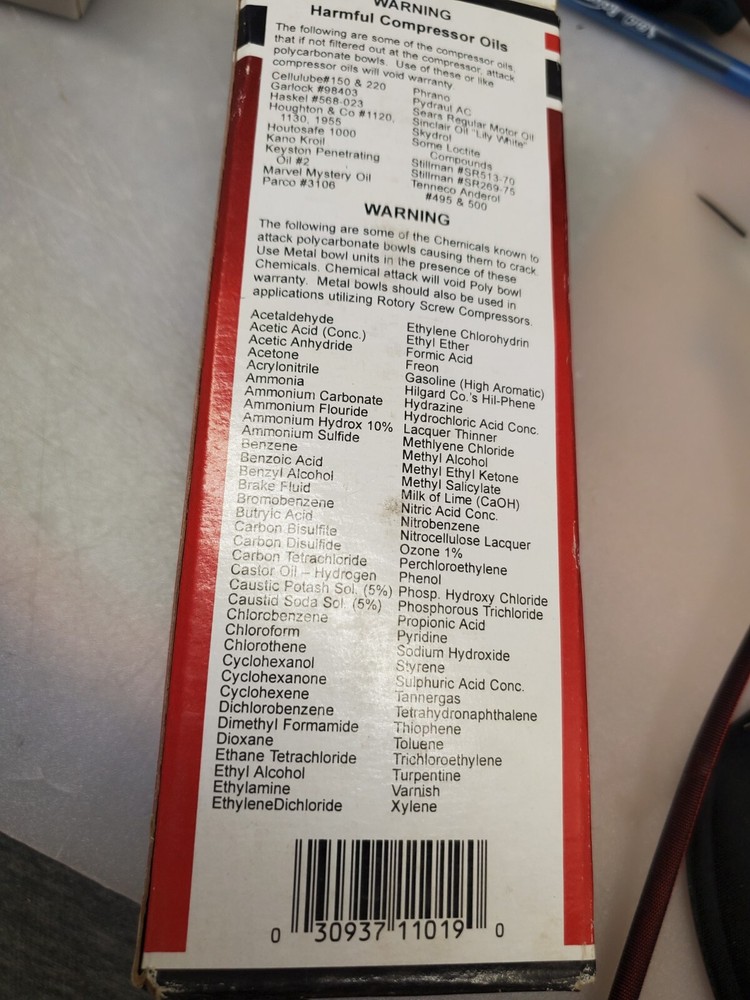 WARNING
Harmful Compressor Oils
The following are some of the compressor oils,
that if not filtered out at the compressor, attack
polycarbonate bowls. Use of these or like
compressor oils will void warranty
Cellulube#150 & 220
Garlock #98403
Haskel #568-023
Houghton & Co #1120,
1130, 1955
Houtosafe 1000
Kano Kroil
Keyston Penetrating
Oil #2
Marvel Mystery Oil
Parco #3106
Phrano
Pydraul AC
Sears Regular Motor Oil
Sinclair Oil "Lily White"
Skydrol
Some Loctite
Compounds
Stillman #SR513-70
Stillman #SR269-75
Tenneco Anderol
#495 & 500
WARNING
The following are some of the Chemicals known to
attack polycarbonate bowls causing them to crack.
Use Metal bowl units in the presence of these
Chemicals. Chemical attack will void Poly bowl
warranty. Metal bowls should also be used in
applications utilizing Rotory Screw Compressors.
Acetaldehyde
Acetic Acid (Conc.)
Acetic Anhydride
Acetone
Acrylonitrile
Ammonia
Ammonium Carbonate
Ammonium Flouride
Ammonium Hydrox 10%
Ammonium Sulfide
Benzene
Benzoic Acid
Benzyl Alcohol
Brake Fluid
Bromobenzene
Butryic Acid
Carbon Bisulfite
Carbon Disulfide
Carbon Tetrachloride
Castor Oil – Hydrogen
Caustic Potash Sol. (5%)
Caustid Soda Sol. (5%)
Chlorobenzene
Chloroform
Chlorothene
Cyclohexanol
Cyclohexanone
Cyclohexene
Dichlorobenzene
Dimethyl Formamide
Dioxane
Ethane Tetrachloride
Ethyl Alcohol
Ethylamine
EthyleneDichloride
Ethylene Chlorohydrin
Ethyl Ether
Formic Acid
Freon
Gasoline (High Aromatic)
Hilgard Co.'s Hil-Phene
Hydrazine
Hydrochloric Acid Conc.
Lacquer Thinner
Methlyene Chloride
Methyl Alcohol
Methyl Ethyl Ketone
Methyl Salicylate
Milk of Lime (CaOH)
Nitric Acid Conc.
Nitrobenzene
Nitrocellulose Lacquer
Ozone 1%
Perchloroethylene
Phenol
Phosp. Hydroxy Chloride
Phosphorous Trichloride
Propionic Acid
Pyridine
Sodium Hydroxide
Styrene
Sulphuric Acid Conc.
Tannergas
Tetrahydronaphthalene
Thiophene
Toluene
Trichloroethylene
Turpentine
Varnish
Xylene
0 30937 11019 0